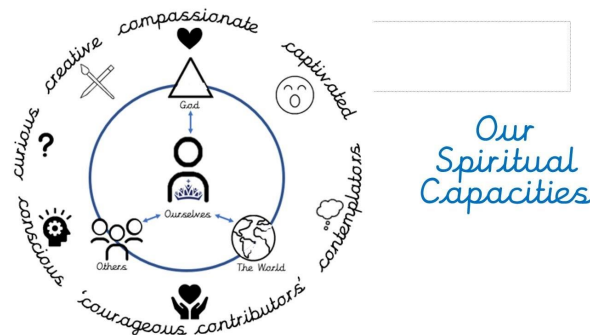 compassionate
creative
captivated
curious
?
God
Ourselves
conscious
contemplators
Others
The World
'courageous contributors'
Our
Spiritual
Capacities